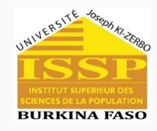 UNIVERSITÉ Joseph KI-ZERBO
ISSP
INSTITUT SUPERIEUR DES
SCIENCES DE LA POPULATION
BURKINA FASO